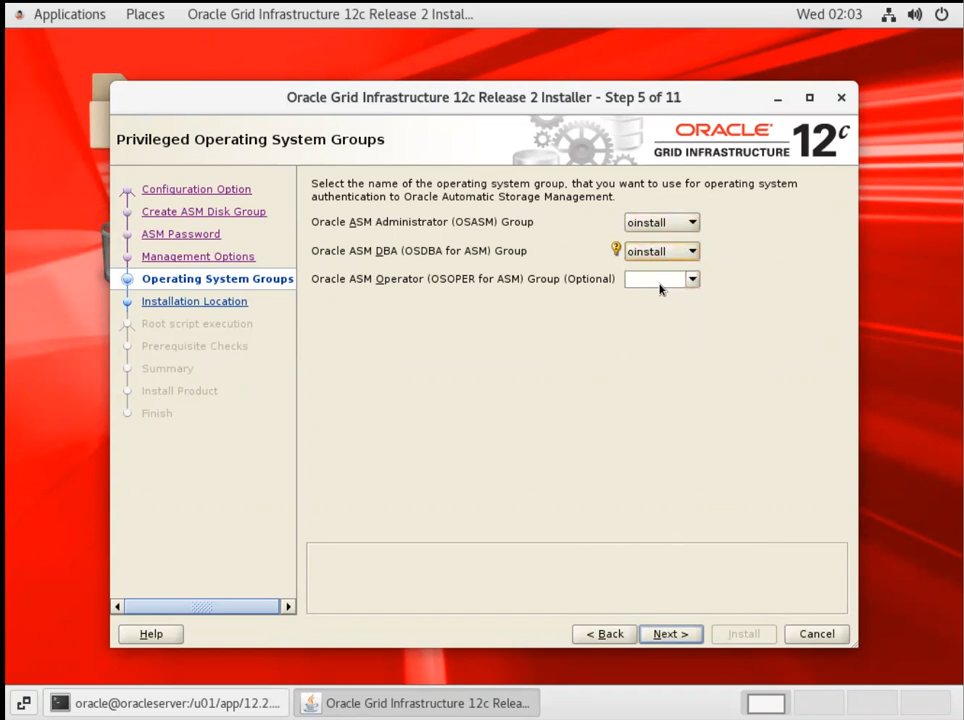 Applications Places Oracle Grid Infrastructure 12c Release 2 Instal... Wed 02:03
Oracle Grid Infrastructure 12c Release 2 Installer - Step 5 of 11
Privileged Operating System Groups
ORACLE
GRID INFRASTRUCTURE 12c
Configuration Option
Create ASM Disk Group
ASM Password
Management Options
Operating System Groups
Installation Location
Root script execution
Prerequisite Checks
Summary
Install Product
Finish
Select the name of the operating system group, that you want to use for operating system
authentication to Oracle Automatic Storage Management.
Oracle ASM Administrator (OSASM) Group oinstall
Oracle ASM DBA (OSDBA for ASM) Group oinstall
Oracle ASM Operator (OSOPER for ASM) Group (Optional)
Help < Back Next > Install Cancel
oracle@oracleserver:/u01/app/12.2.... Oracle Grid Infrastructure 12c Relea...